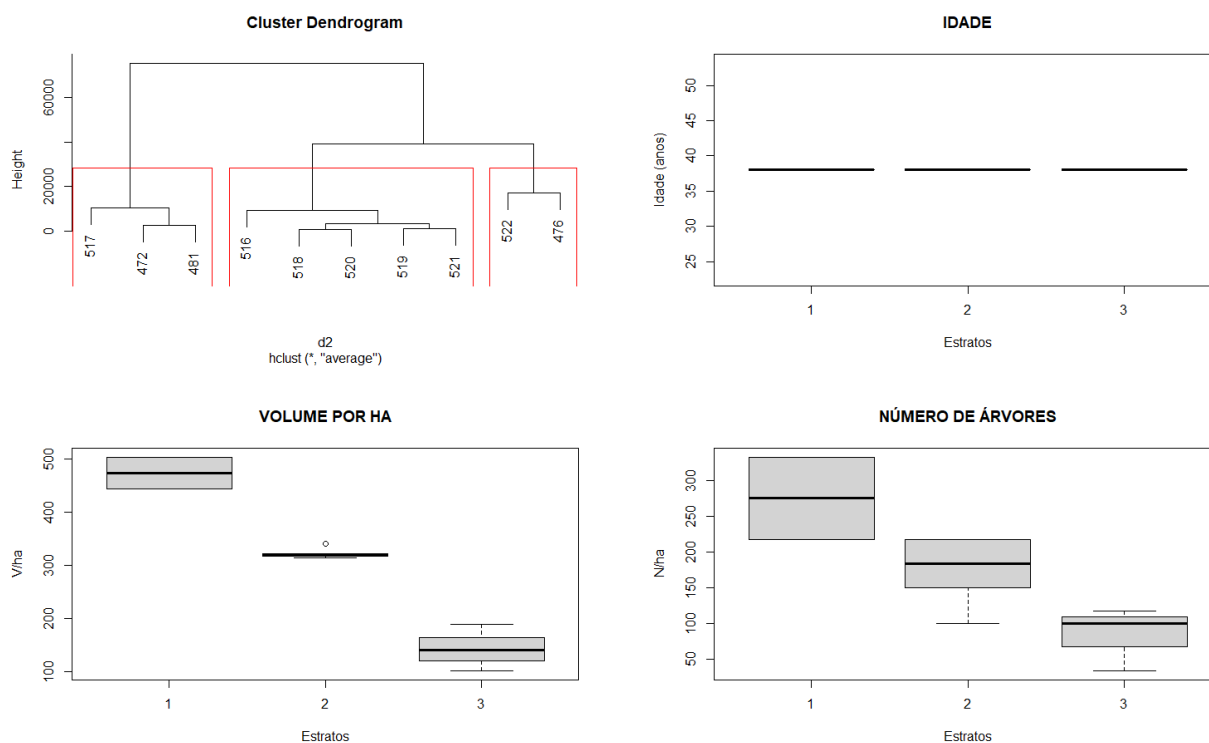 Cluster Dendrogram
Height
0
20000
60000
517
472
481
516
518
520
519
521
522
476
d2
hclust (*, "average")
IDADE
Idade (anos)
25
30
35
40
45
50
1 2 3
Estratos
VOLUME POR HA
V/ha
100
200
300
400
500
1 2 3
Estratos
NÚMERO DE ÁRVORES
N/ha
50
100
150
200
250
300
1 2 3
Estratos